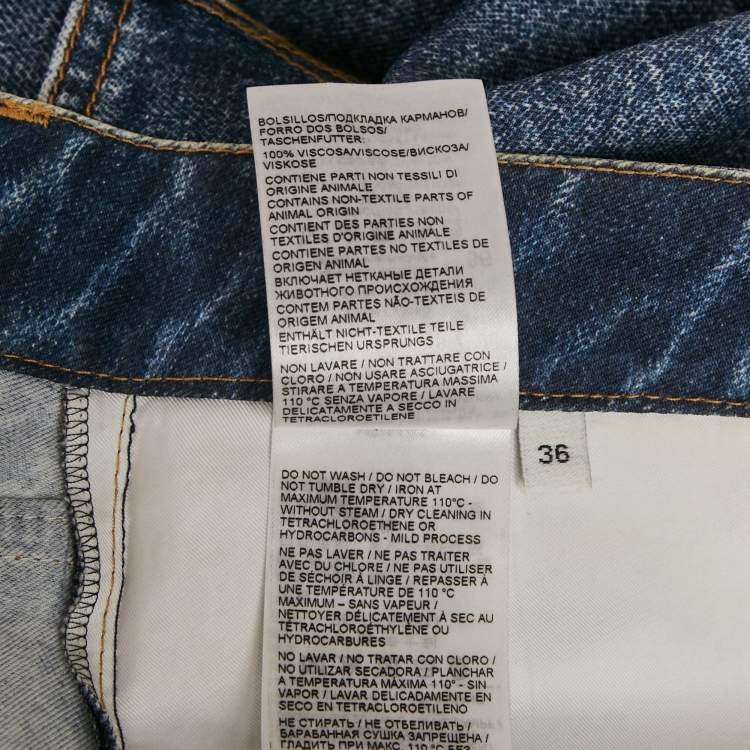 BOLSILLOS/ПОДКЛАДКА КАРМАНОВ/
FORRO DOS BOLSOS/
TASCHENFUTTER:
100% VISCOSA/VISCOSE/ВИСКОЗА/
VISKOSE
CONTIENE PARTI NON TESSILI DI
ORIGINE ANIMALE
CONTAINS NON-TEXTILE PARTS OF
ANIMAL ORIGIN
CONTIENT DES PARTIES NON
TEXTILES D'ORIGINE ANIMALE
CONTIENE PARTES NO TEXTILES DE
ORIGEN ANIMAL
ВКЛЮЧАЕТ НЕТКАНЫЕ ДЕТАЛИ
ЖИВОТНОГО ПРОИСХОЖДЕНИЯ
CONTEM PARTES NÃO-TEXTEIS DE
ORIGEM ANIMAL
ENTHÄLT NICHT-TEXTILE TEILE
TIERISCHEN URSPRUNGS
NON LAVARE / NON TRATTARE CON
CLORO / NON USARE ASCIUGATRICE /
STIRARE A TEMPERATURA MASSIMA
110 °C SENZA VAPORE / LAVARE
DELICATAMENTE A SECCO IN
TETRACLOROETILENE
36
DO NOT WASH / DO NOT BLEACH / DO
NOT TUMBLE DRY / IRON AT
MAXIMUM TEMPERATURE 110°C -
WITHOUT STEAM / DRY CLEANING IN
TETRACHLOROETHENE OR
HYDROCARBONS - MILD PROCESS
NE PAS LAVER / NE PAS TRAITER
AVEC DU CHLORE / NE PAS UTILISER
DE SÉCHOIR À LINGE / REPASSER À
UNE TEMPÉRATURE DE 110 °C
MAXIMUM – SANS VAPEUR /
NETTOYER DÉLICATEMENT À SEC AU
TÉTRACHLOROÉTHYLÈNE OU
HYDROCARBURES
NO LAVAR / NO TRATAR CON CLORO /
NO UTILIZAR SECADORA / PLANCHAR
A TEMPERATURA MÁXIMA 110° - SIN
VAPOR / LAVAR DELICADAMENTE EN
SECO EN TETRACLOROETILENO
НЕ СТИРАТЬ / НЕ ОТБЕЛИВАТЬ /
БАРАБАННАЯ СУШКА ЗАПРЕЩЕНА /
ГЛАДИТЬ ПРИ МАКС. 110 °C БЕЗ